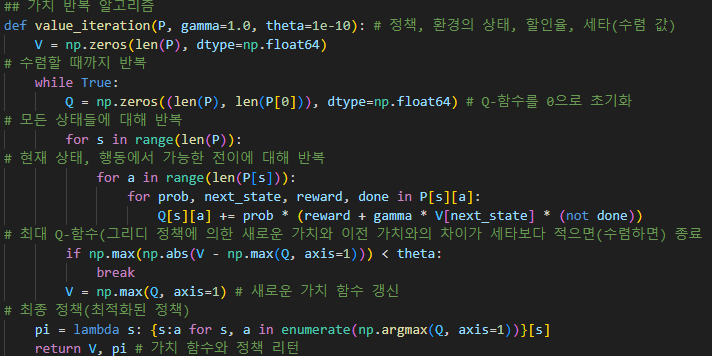 ## 가치 반복 알고리즘
def value_iteration(P, gamma=1.0, theta=1e-10): # 정책, 환경의 상태, 할인율, 세타(수렴 값)
    V = np.zeros(len(P), dtype=np.float64)
# 수렴할 때까지 반복
    while True:
        Q = np.zeros((len(P), len(P[0])), dtype=np.float64) # Q-함수를 0으로 초기화
# 모든 상태들에 대해 반복
        for s in range(len(P)):
# 현재 상태, 행동에서 가능한 전이에 대해 반복
            for a in range(len(P[s])):
                for prob, next_state, reward, done in P[s][a]:
                    Q[s][a] += prob * (reward + gamma * V[next_state] * (not done))
# 최대 Q-함수(그리디 정책에 의한 새로운 가치와 이전 가치와의 차이가 세타보다 적으면(수렴하면) 종료
        if np.max(np.abs(V - np.max(Q, axis=1))) < theta:
            break
        V = np.max(Q, axis=1) # 새로운 가치 함수 갱신
# 최종 정책(최적화된 정책)
    pi = lambda s: {s:a for s, a in enumerate(np.argmax(Q, axis=1))}[s]
    return V, pi # 가치 함수와 정책 리턴